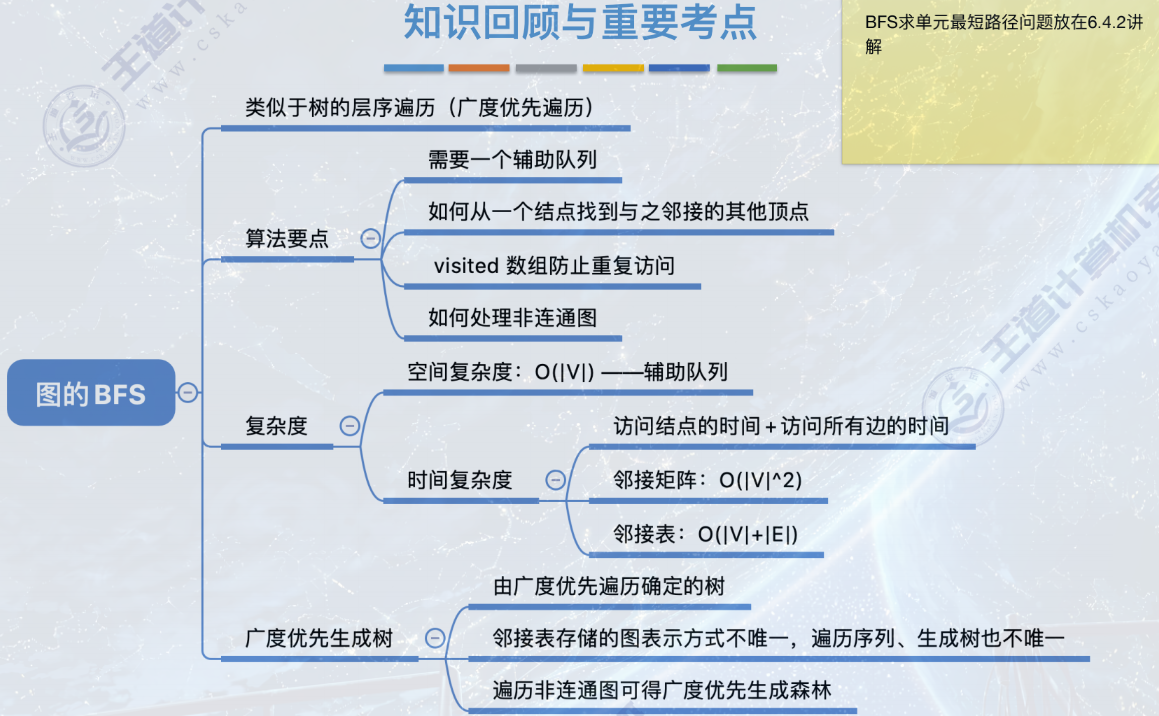 知识回顾与重要考点
BFS求单元最短路径问题放在6.4.2讲
解
类似于树的层序遍历（广度优先遍历）
需要一个辅助队列
如何从一个结点找到与之邻接的其他顶点
算法要点
visited 数组防止重复访问
如何处理非连通图
图的BFS
空间复杂度：O(|V|) ——辅助队列
复杂度
访问结点的时间+访问所有边的时间
时间复杂度
邻接矩阵：O(|V|^2)
邻接表：O(|V|+|E|)
由广度优先遍历确定的树
广度优先生成树
邻接表存储的图表示方式不唯一，遍历序列、生成树也不唯一
遍历非连通图可得广度优先生成森林
王道计
www.cska
王道计算机考
www.cskaoya